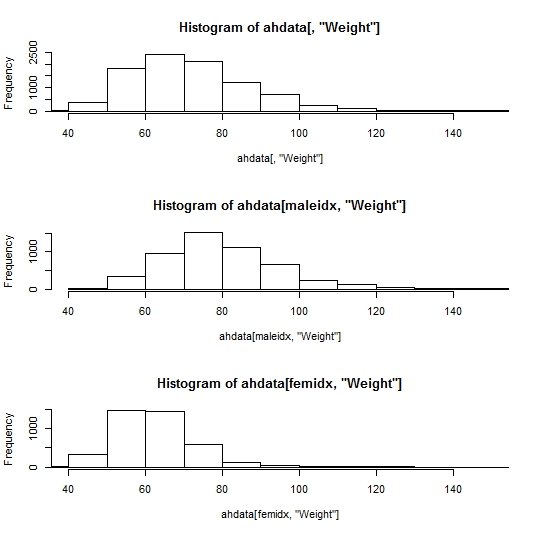 Histogram of ahdata[, "Weight"]
Frequency
2500
1000
0
40 60 80 100 120 140
ahdata[, "Weight"]
Histogram of ahdata[maleidx, "Weight"]
Frequency
1000
0
40 60 80 100 120 140
ahdata[maleidx, "Weight"]
Histogram of ahdata[femidx, "Weight"]
Frequency
1000
0
40 60 80 100 120 140
ahdata[femidx, "Weight"]